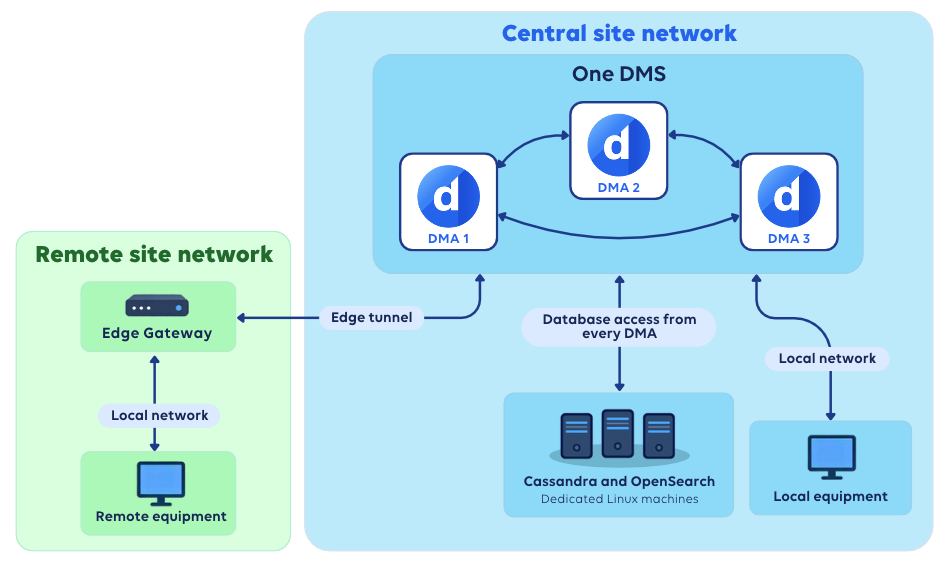 Central site network
One DMS
d
DMA 2
d
DMA 1
d
DMA 3
Remote site network
Edge Gateway
Edge tunnel
Database access from
every DMA
Local network
Local network
Cassandra and OpenSearch
Dedicated Linux machines
Local equipment
Remote equipment